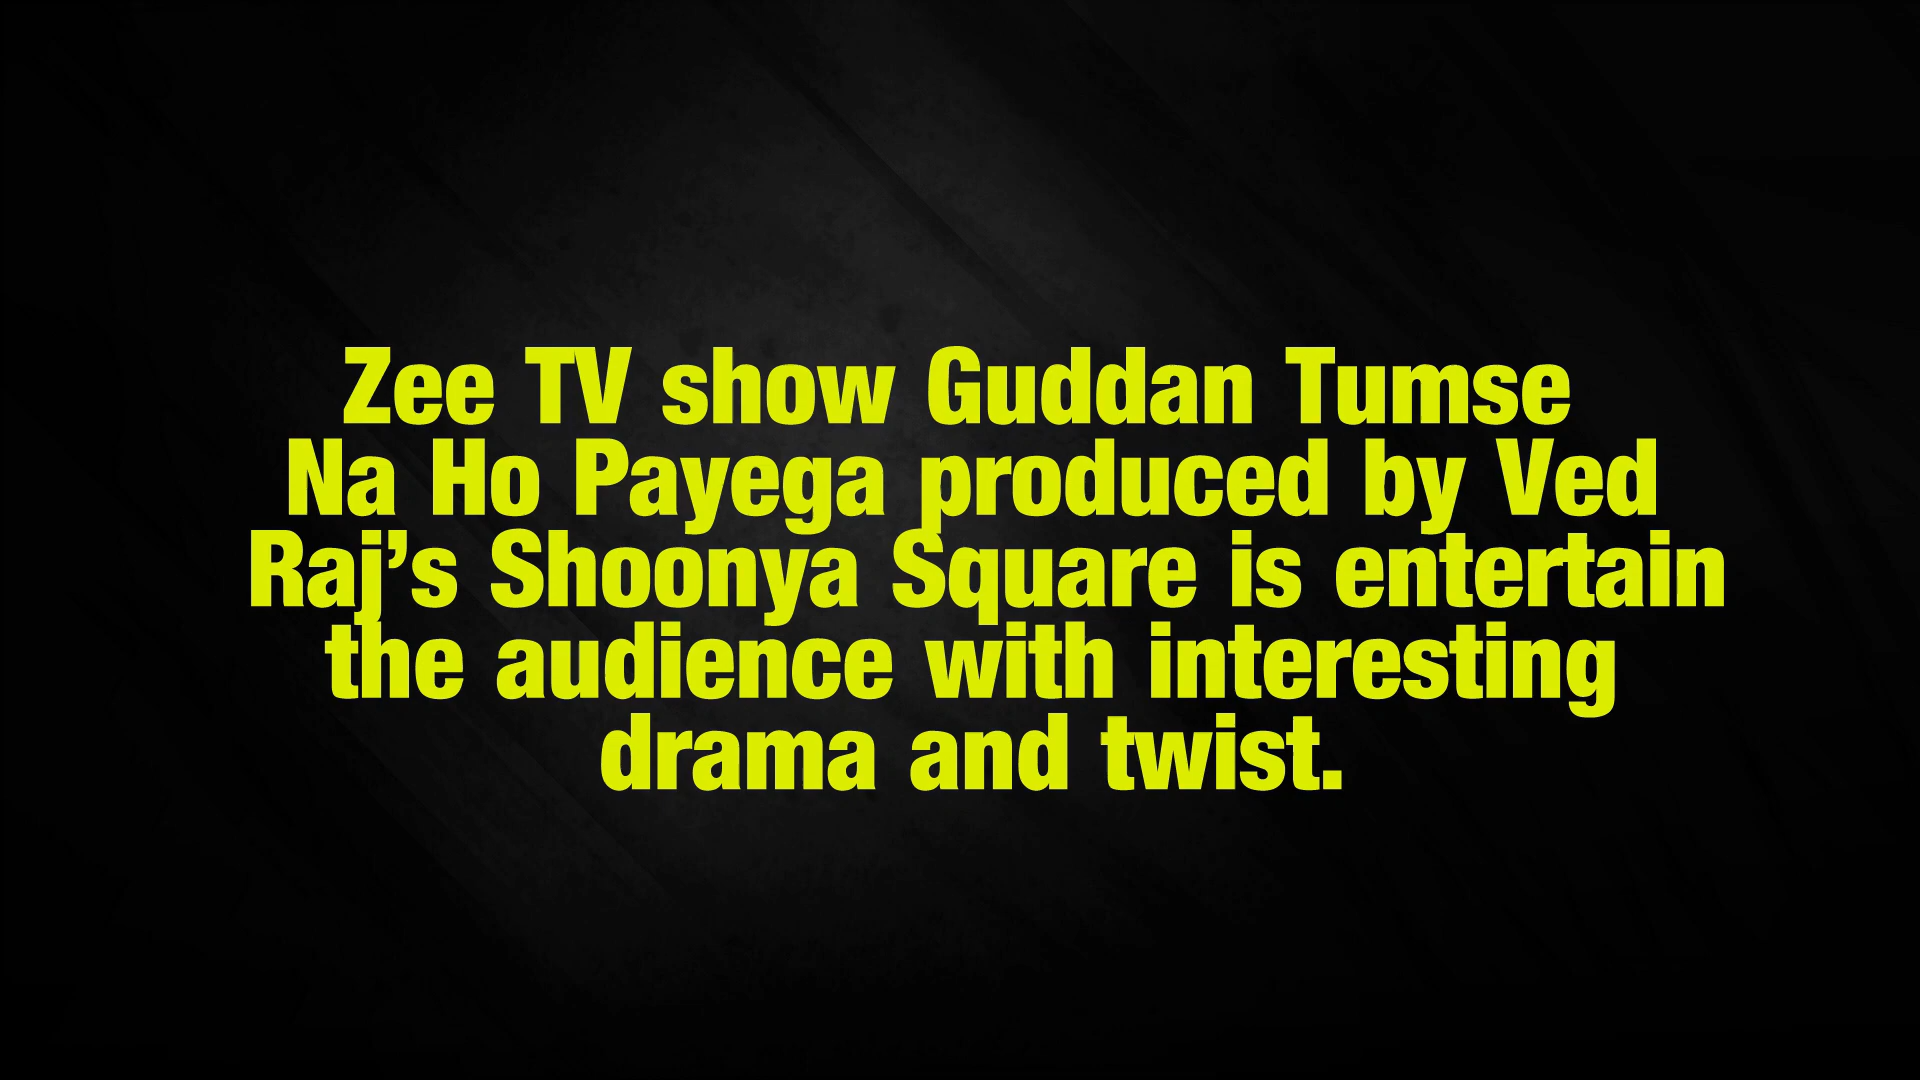 Zee TV show Guddan Tumse
Na Ho Payega produced by Ved
Raj’s Shoonya Square is entertain
the audience with interesting
drama and twist.